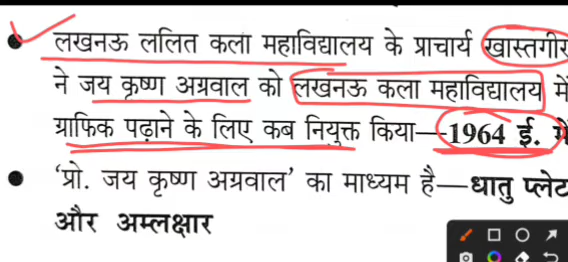 लखनऊ ललित कला महाविद्यालय के प्राचार्य खास्तगीर
ने जय कृष्ण अग्रवाल को लखनऊ कला महाविद्यालय में
ग्राफिक पढ़ाने के लिए कब नियुक्त किया—1964 ई. में
‘प्रो. जय कृष्ण अग्रवाल’ का माध्यम है—धातु प्लेट
और अम्लक्षार